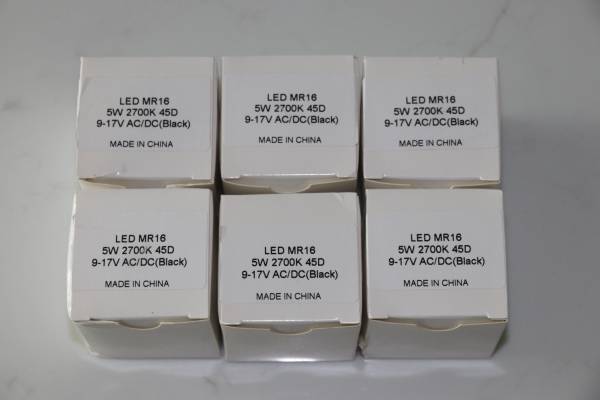 LED MR16
5W 2700K 45D
9-17V AC/DC(Black)
MADE IN CHINA
LED MR16
5W 2700K 45D
9-17V AC/DC(Black)
MADE IN CHINA
LED MR16
5W 2700K 45D
9-17V AC/DC(Black)
MADE IN CHINA
LED MR16
5W 2700K 45D
9-17V AC/DC(Black)
MADE IN CHINA
LED MR16
5W 2700K 45D
9-17V AC/DC(Black)
MADE IN CHINA
LED MR16
5W 2700K 45D
9-17V AC/DC(Black)
MADE IN CHINA